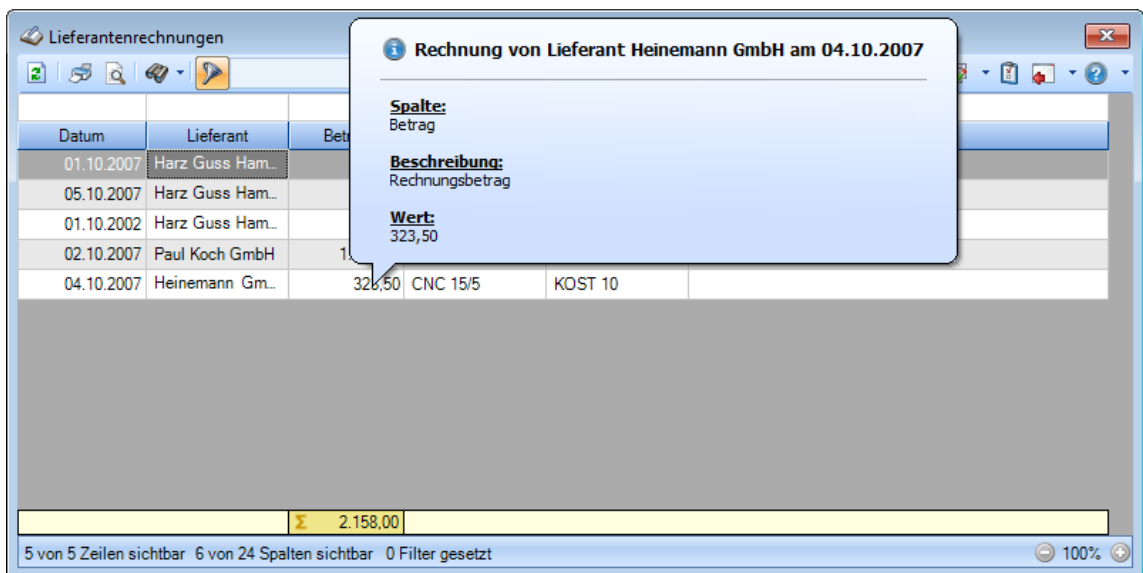 Lieferantenrechnungen
Rechnung von Lieferant Heinemann GmbH am 04.10.2007
Spalte:
Betrag
Beschreibung:
Rechnungsbetrag
Wert:
323,50
Datum Lieferant
01.10.2007 Harz Guss Ham...
05.10.2007 Harz Guss Ham...
01.10.2002 Harz Guss Ham...
02.10.2007 Paul Koch GmbH
04.10.2007 Heinemann Gm... 323,50 CNC 15/5 KOST 10
Σ 2.158,00
5 von 5 Zeilen sichtbar 6 von 24 Spalten sichtbar 0 Filter gesetzt 100%